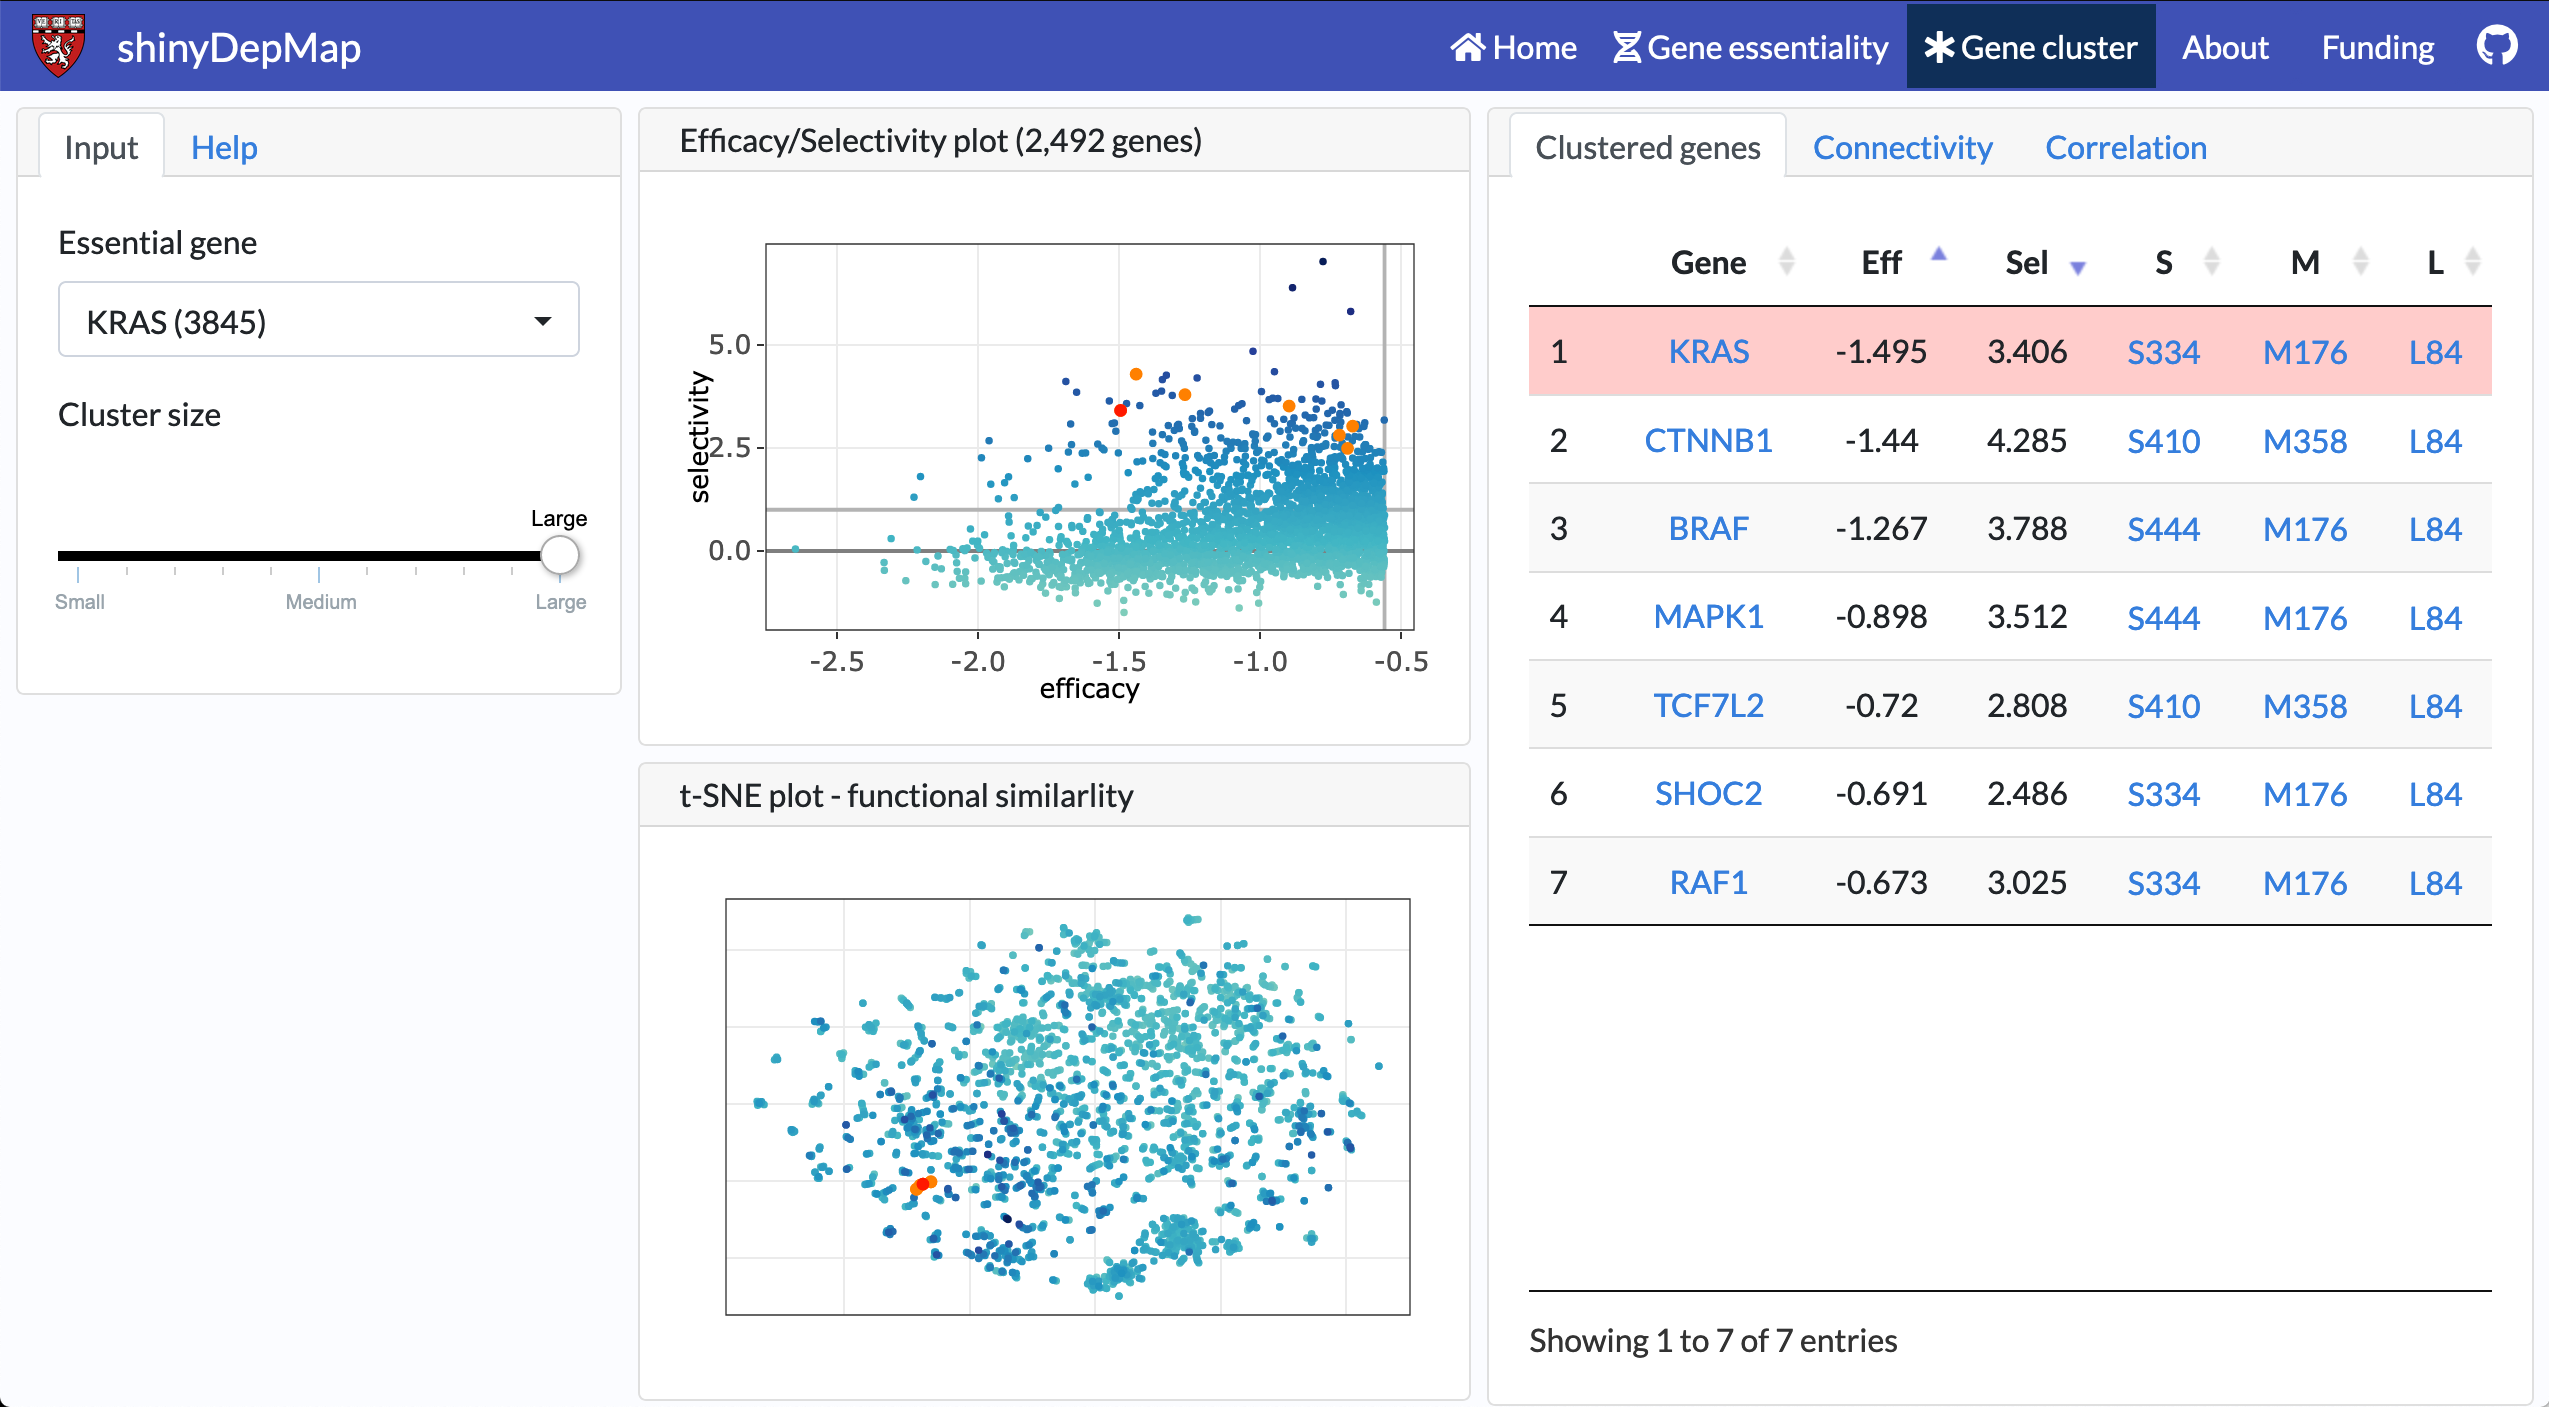 shinyDepMap
Home Gene essentiality Gene cluster About Funding
Input Help
Essential gene
KRAS (3845)
Cluster size
Large
Small Medium Large
Efficacy/Selectivity plot (2,492 genes)
selectivity
5.0
2.5
0.0
-2.5 -2.0 -1.5 -1.0 -0.5
efficacy
t-SNE plot - functional similarlity
Clustered genes Connectivity Correlation
Gene Eff Sel S M L
1 KRAS -1.495 3.406 S334 M176 L84
2 CTNNB1 -1.44 4.285 S410 M358 L84
3 BRAF -1.267 3.788 S444 M176 L84
4 MAPK1 -0.898 3.512 S444 M176 L84
5 TCF7L2 -0.72 2.808 S410 M358 L84
6 SHOC2 -0.691 2.486 S334 M176 L84
7 RAF1 -0.673 3.025 S334 M176 L84
Showing 1 to 7 of 7 entries